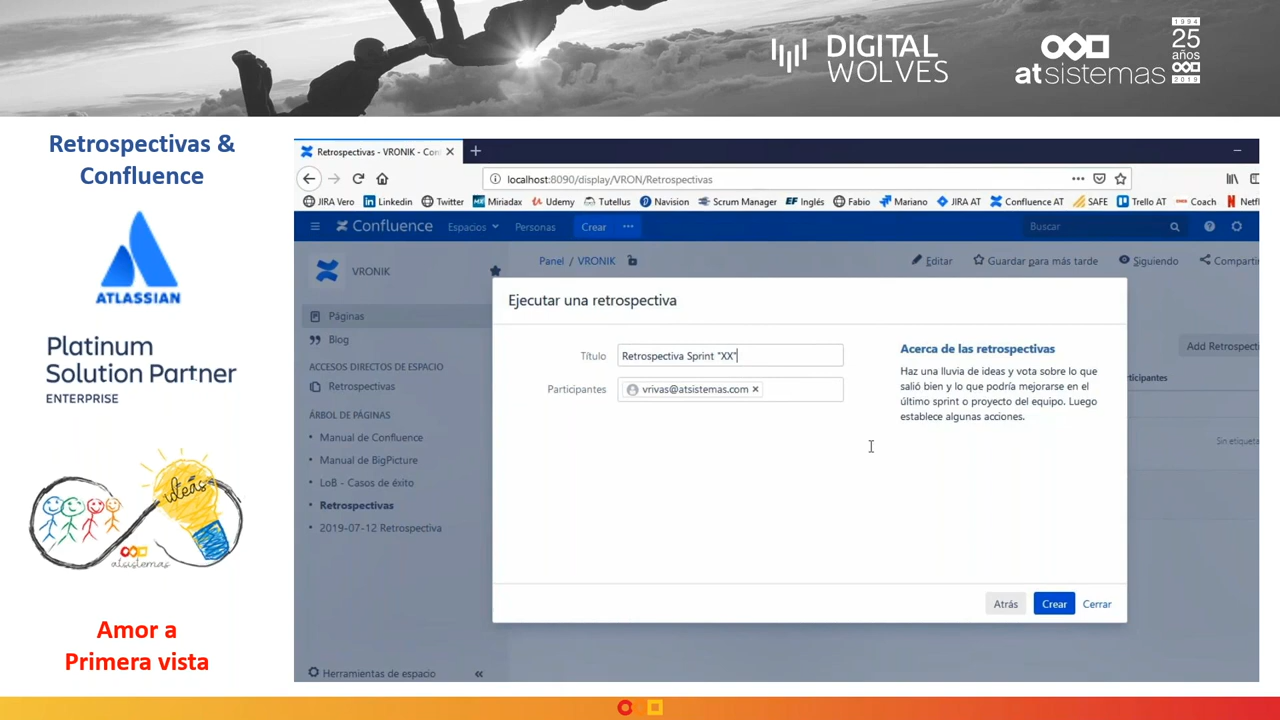 DIGITAL
WOLVES
atsistemas
1994
25
años
2019
Retrospectivas &
Confluence
ATLASSIAN
Platinum
Solution Partner
ENTERPRISE
ideas
atsistemas
Amor a
Primera vista
Retrospectivas - VRONIK - Con
localhost:8090/display/VRON/Retrospectivas
JIRA Vero Linkedin Twitter Miriadax Udemy Tutellus Navision Scrum Manager EF Inglés Fabio Mariano JIRA AT Confluence AT SAFE Trello AT Coach Netfl
Confluence Espacios Personas Crear Buscar
VRONIK
Panel / VRONIK
Editar Guardar para más tarde Siguiendo Compartir
Páginas
Blog
ACCESOS DIRECTOS DE ESPACIO
Retrospectivas
ÁRBOL DE PÁGINAS
• Manual de Confluence
• Manual de BigPicture
• LoB - Casos de éxito
• Retrospectivas
• 2019-07-12 Retrospectiva
Herramientas de espacio
Ejecutar una retrospectiva
Título Retrospectiva Sprint "XX"
Participantes vrivas@atsistemas.com ×
Acerca de las retrospectivas
Haz una lluvia de ideas y vota sobre lo que
salió bien y lo que podría mejorarse en el
último sprint o proyecto del equipo. Luego
establece algunas acciones.
Atrás Crear Cerrar
Add Retrospecti
rticipantes
Sin etiqueta